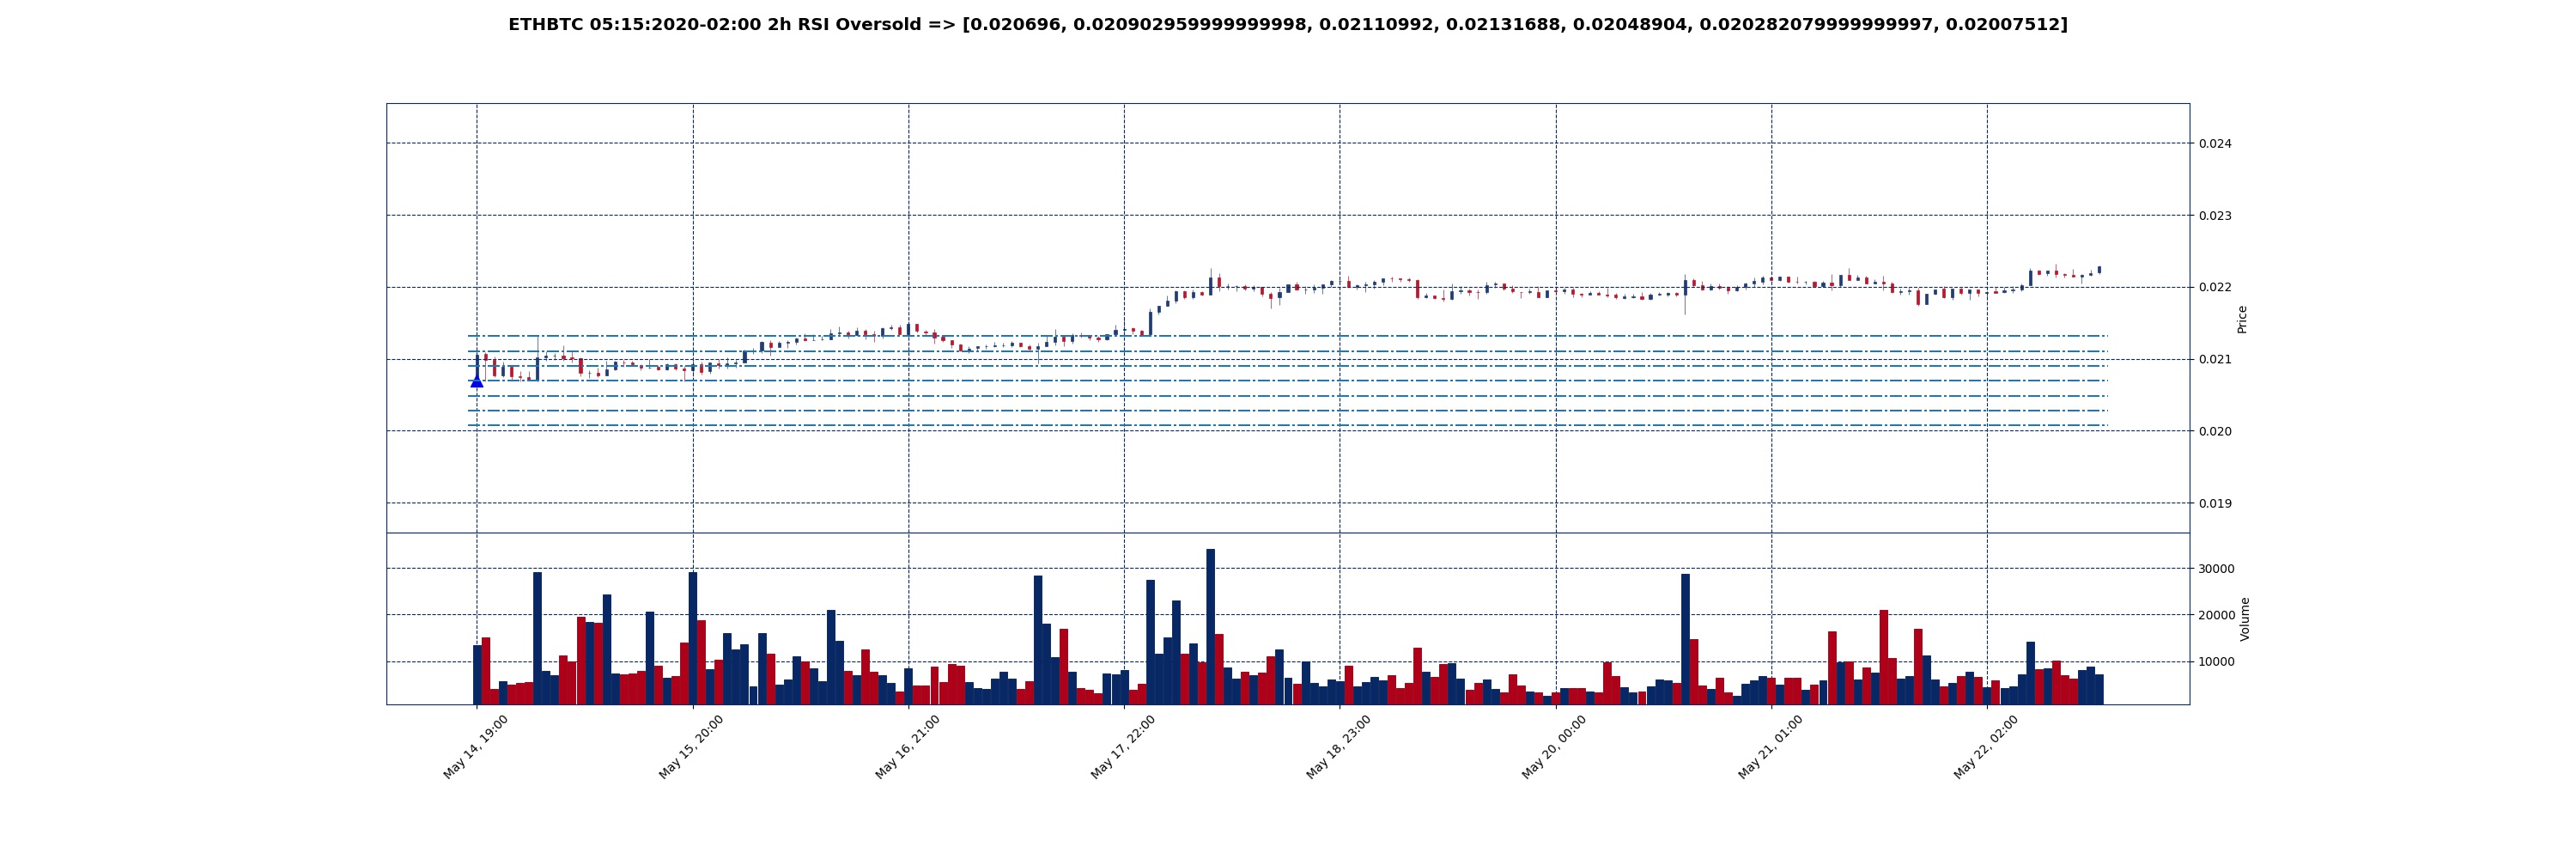 ETHBTC 05:15:2020-02:00 2h RSI Oversold => [0.020696, 0.020902959999999998, 0.02110992, 0.02131688, 0.02048904, 0.020282079999999997, 0.02007512]
0.024
0.023
0.022
0.021
0.020
0.019
Price
30000
20000
10000
Volume
May 14, 19:00
May 15, 20:00
May 16, 21:00
May 17, 22:00
May 18, 23:00
May 20, 00:00
May 21, 01:00
May 22, 02:00